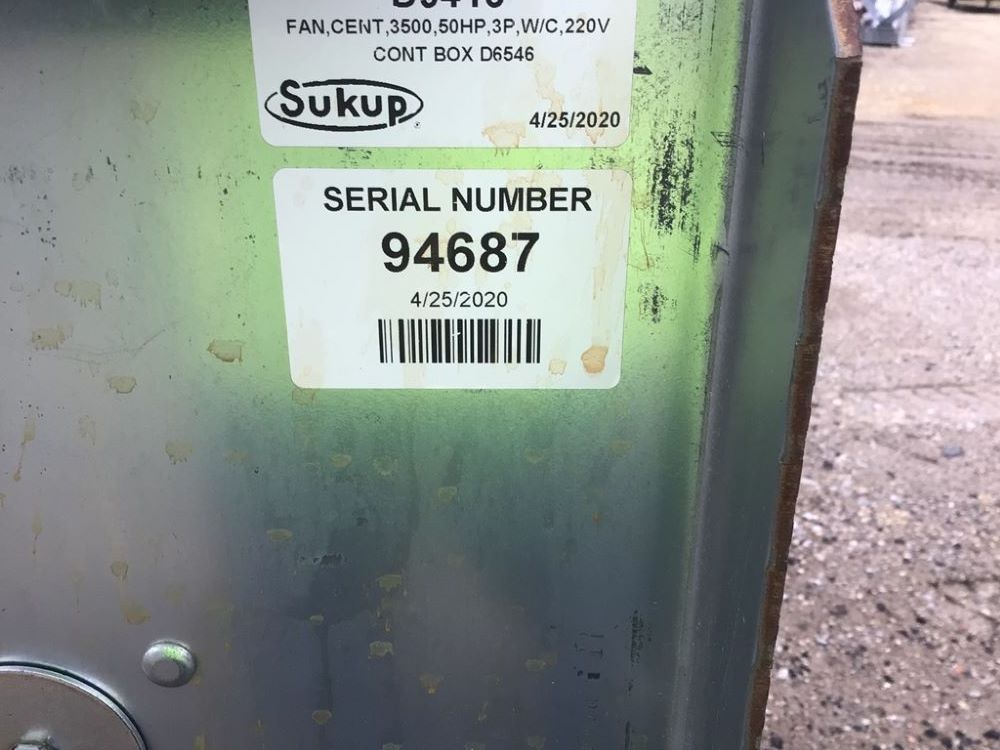 FAN,CENT,3500,50HP,3P,W/C,220V
CONT BOX D6546
Sukup
4/25/2020
SERIAL NUMBER
94687
4/25/2020